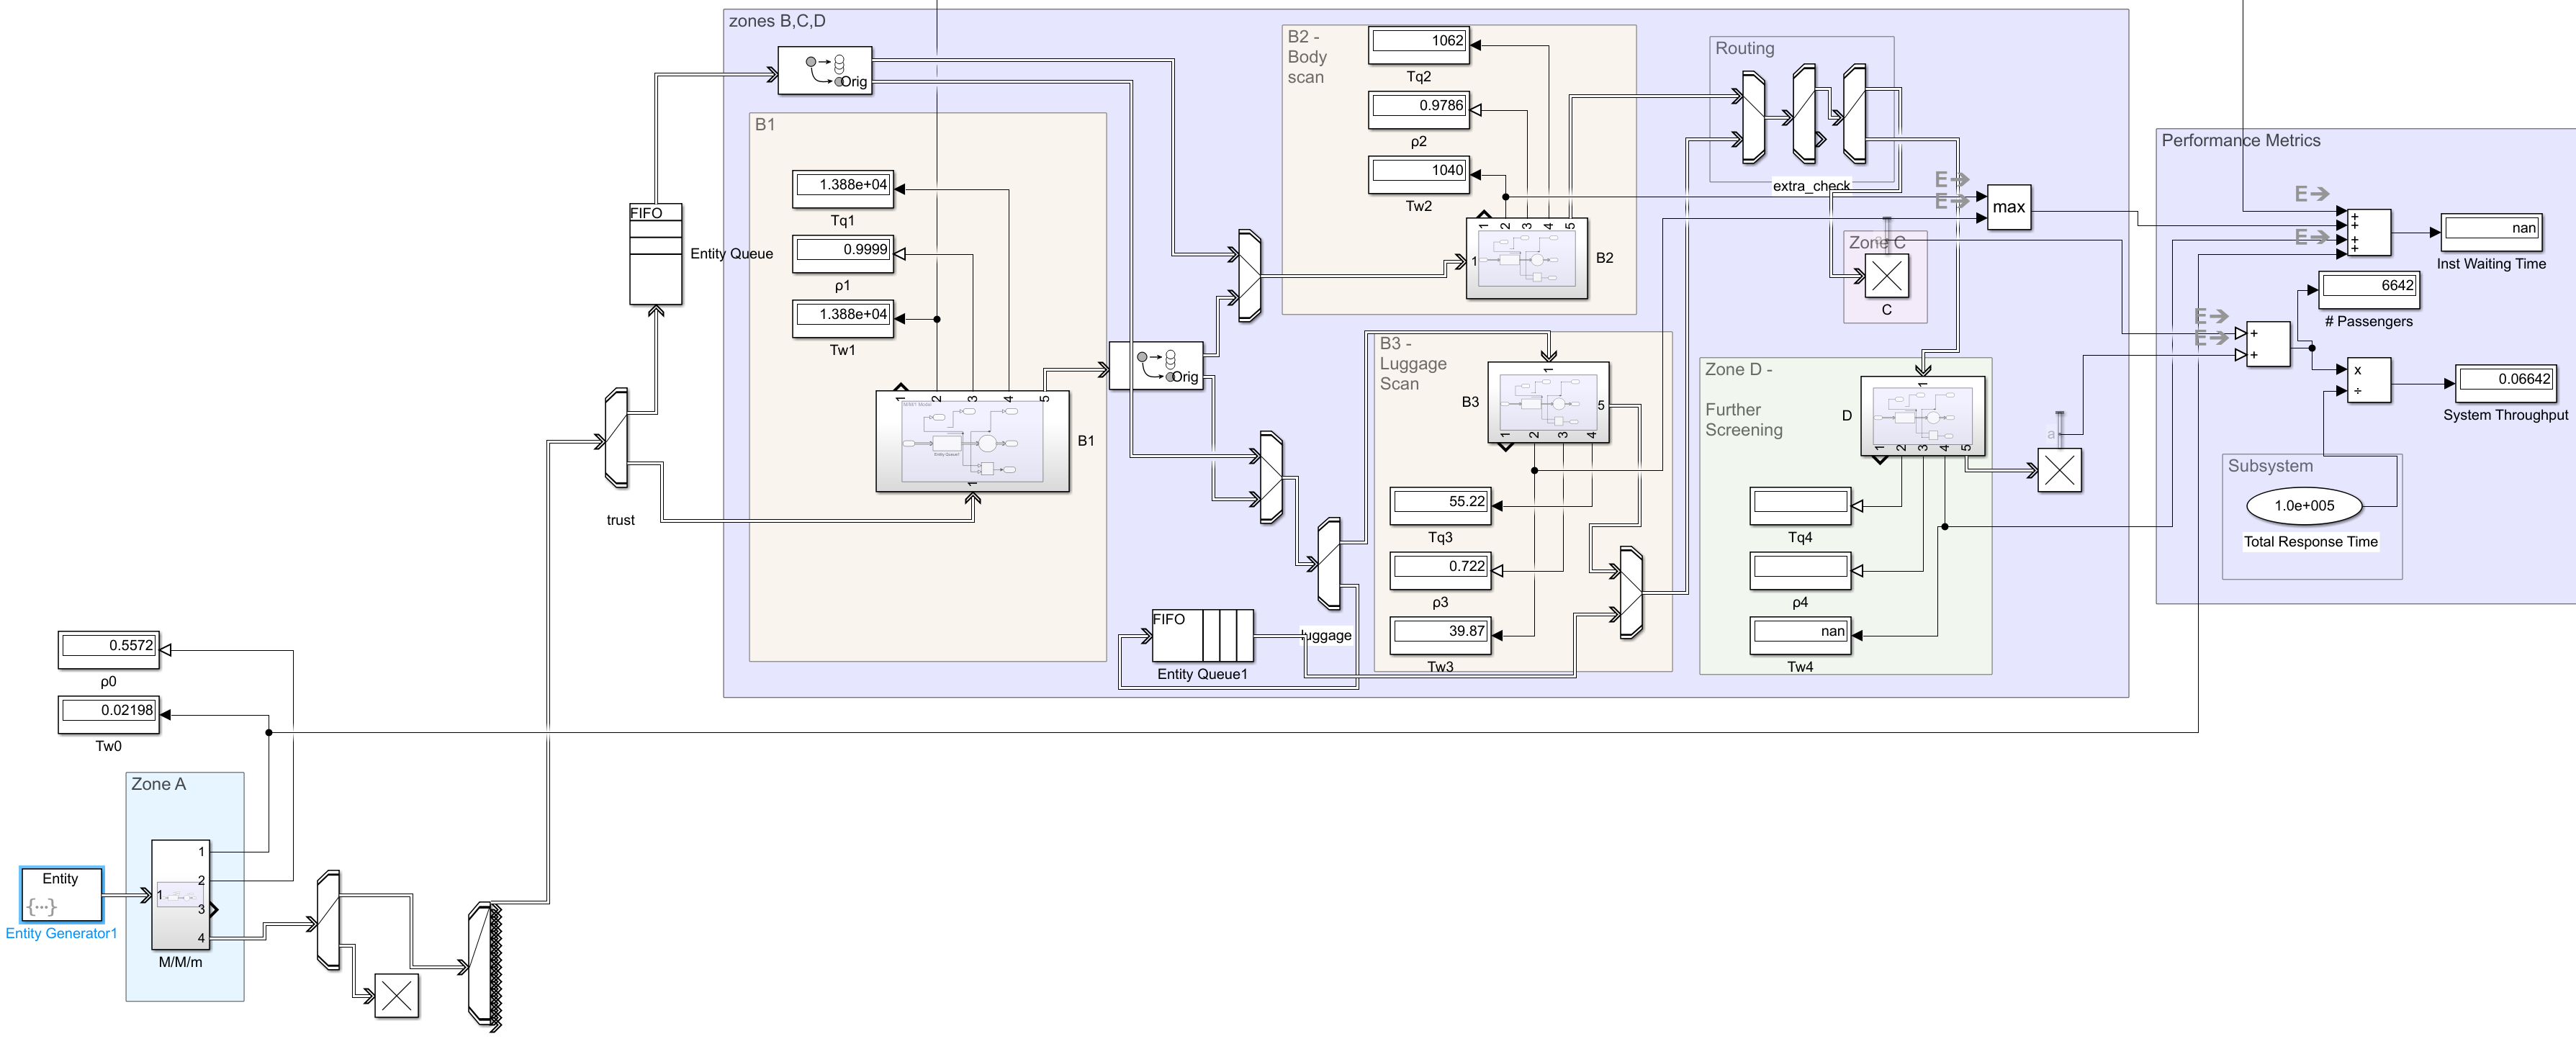 zones B,C,D
Orig
B1
1.388e+04
Tq1
0.9999
ρ1
1.388e+04
Tw1
1
2
3
4
5
1
B1
FIFO
Entity Queue
trust
Orig
B2 -
Body
scan
1062
Tq2
0.9786
ρ2
1040
Tw2
1
2
3
4
5
1
B2
Routing
extra_check
E
E
max
Zone C
C
B3 -
Luggage
Scan
B3
1
5
1
2
3
4
55.22
Tq3
0.722
ρ3
39.87
Tw3
FIFO
Entity Queue1
luggage
Zone D -
Further
Screening
D
1
1
2
3
4
5
Tq4
ρ4
nan
Tw4
a
Performance Metrics
E
E
+
+
+
+
nan
Inst Waiting Time
6642
# Passengers
E
E
+
+
x
÷
0.06642
System Throughput
Subsystem
1.0e+005
Total Response Time
0.5572
ρ0
0.02198
Tw0
Zone A
Entity
{···}
Entity Generator1
1
1
2
3
4
M/M/m